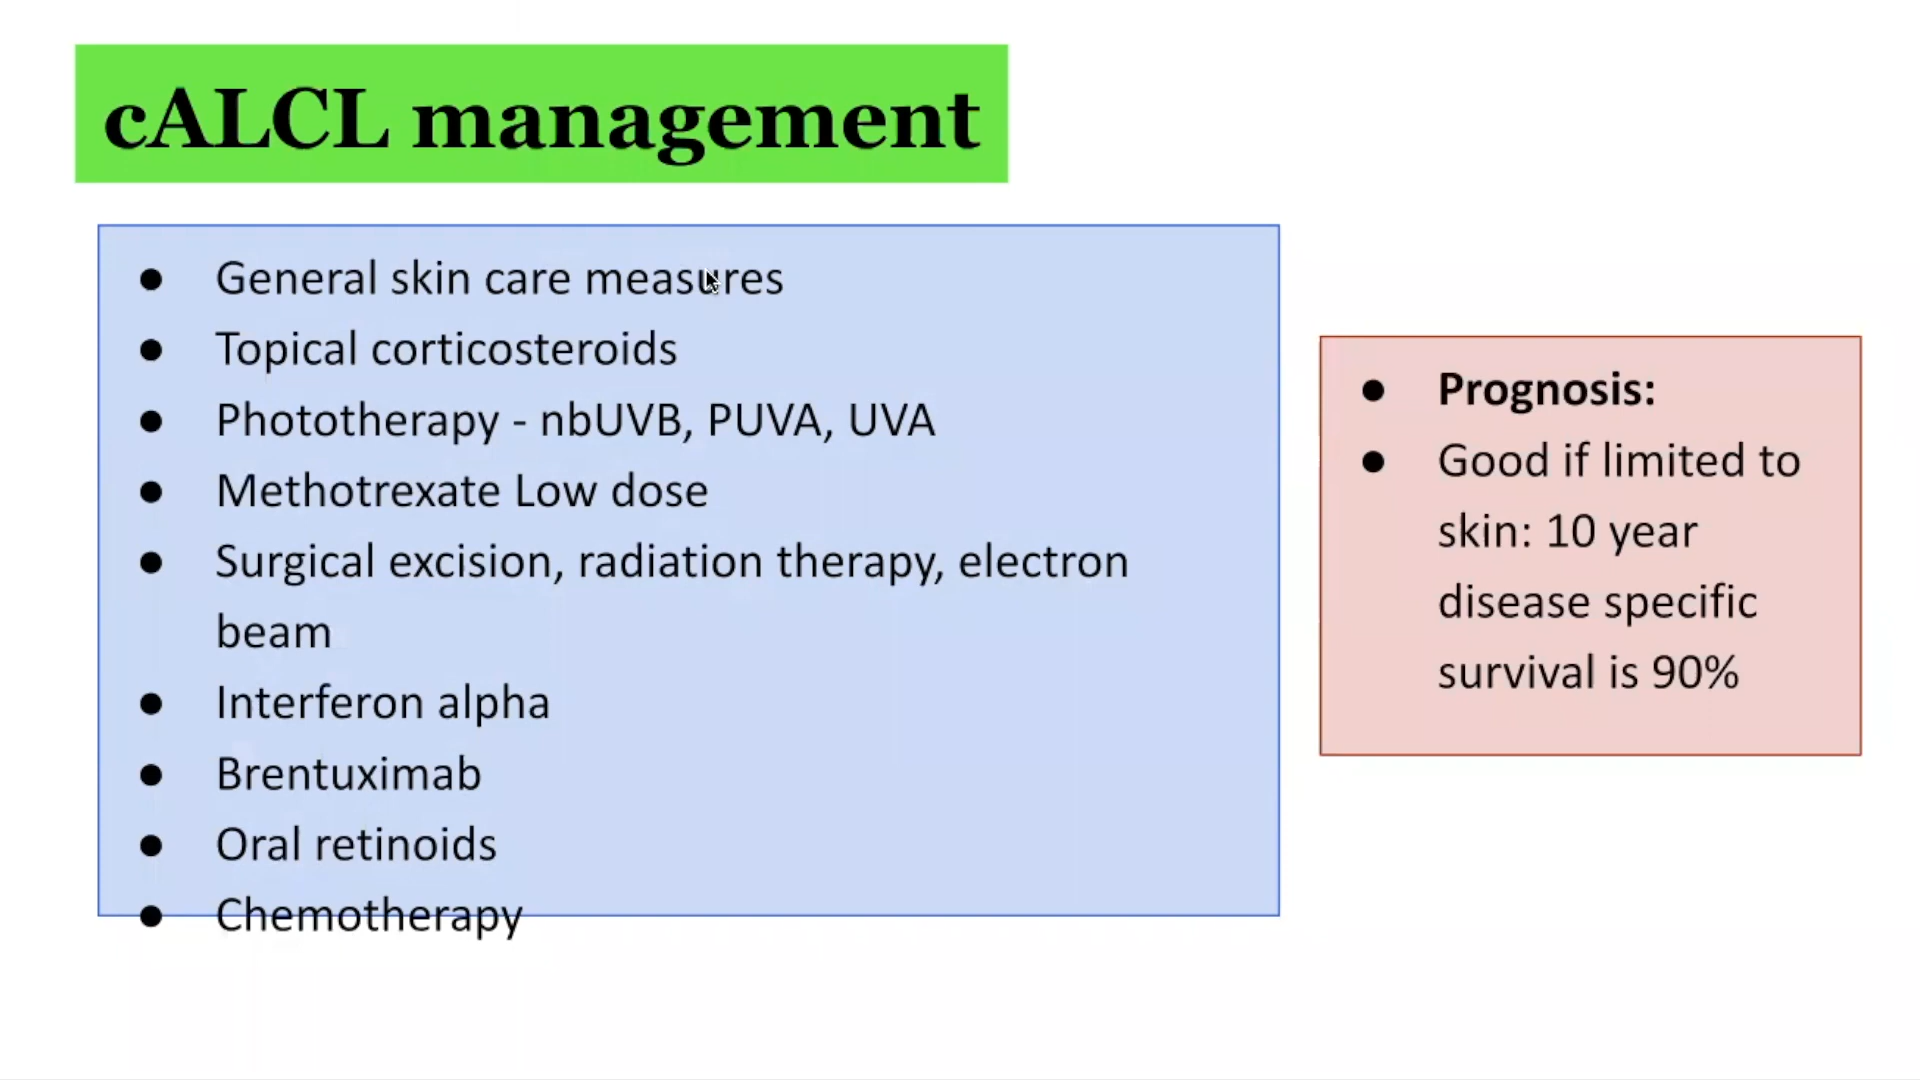 cALCL management
● General skin care measures
● Topical corticosteroids
● Phototherapy - nbUVB, PUVA, UVA
● Methotrexate Low dose
● Surgical excision, radiation therapy, electron
beam
● Interferon alpha
● Brentuximab
● Oral retinoids
● Chemotherapy
● Prognosis:
● Good if limited to
skin: 10 year
disease specific
survival is 90%